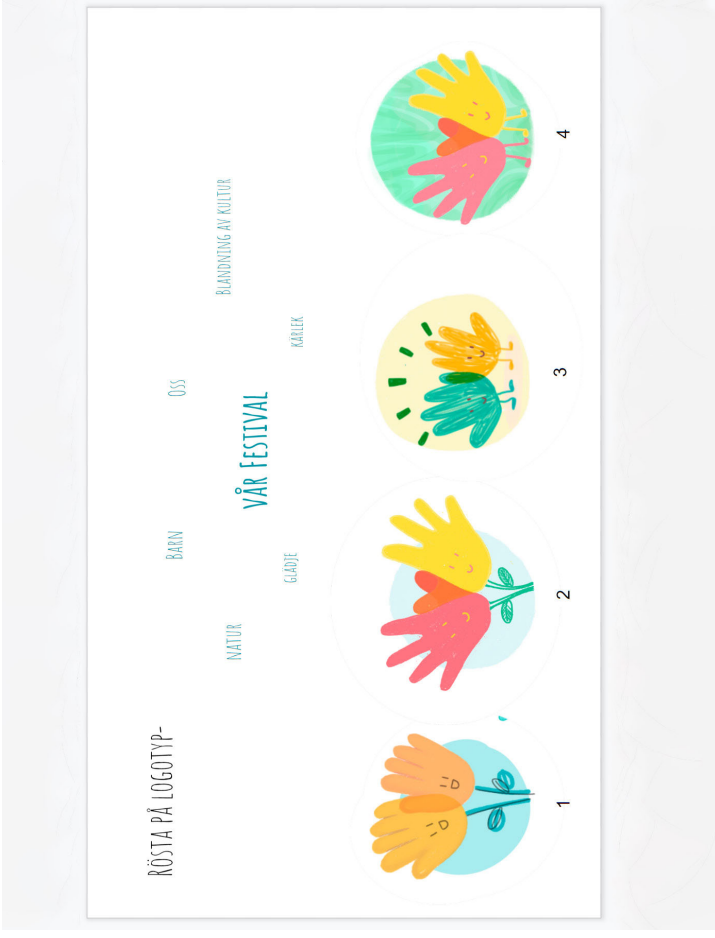 RÖSTA PÅ LOGOTYP-
BARN
OSS
NATUR
BLANDNING AV KULTUR
VÅR FESTIVAL
GLÄDJE
KÄRLEK
1 2 3 4